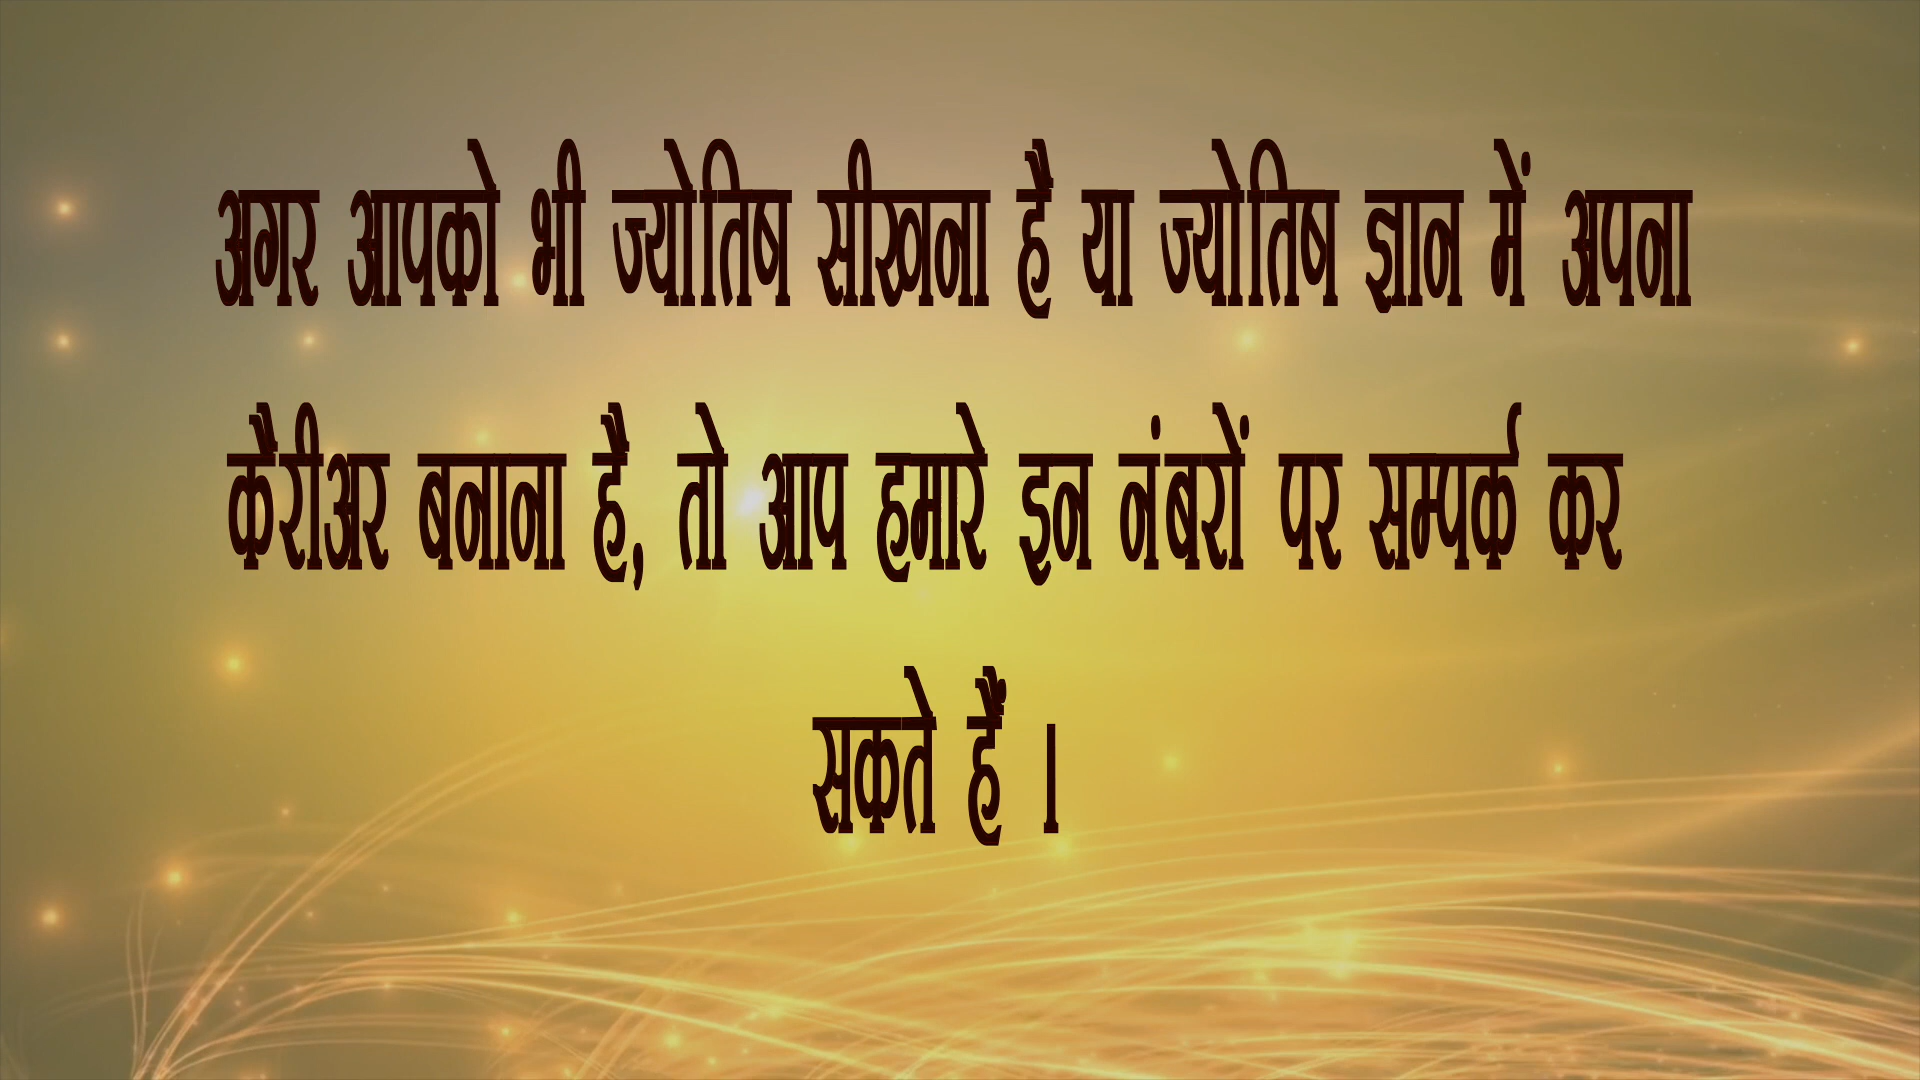 अगर आपको भी ज्योतिष सीखना है या ज्योतिष ज्ञान में अपना
कैरीअर बनाना है, तो आप हमारे इन नंबरों पर सम्पर्क कर
सकते हैं ।